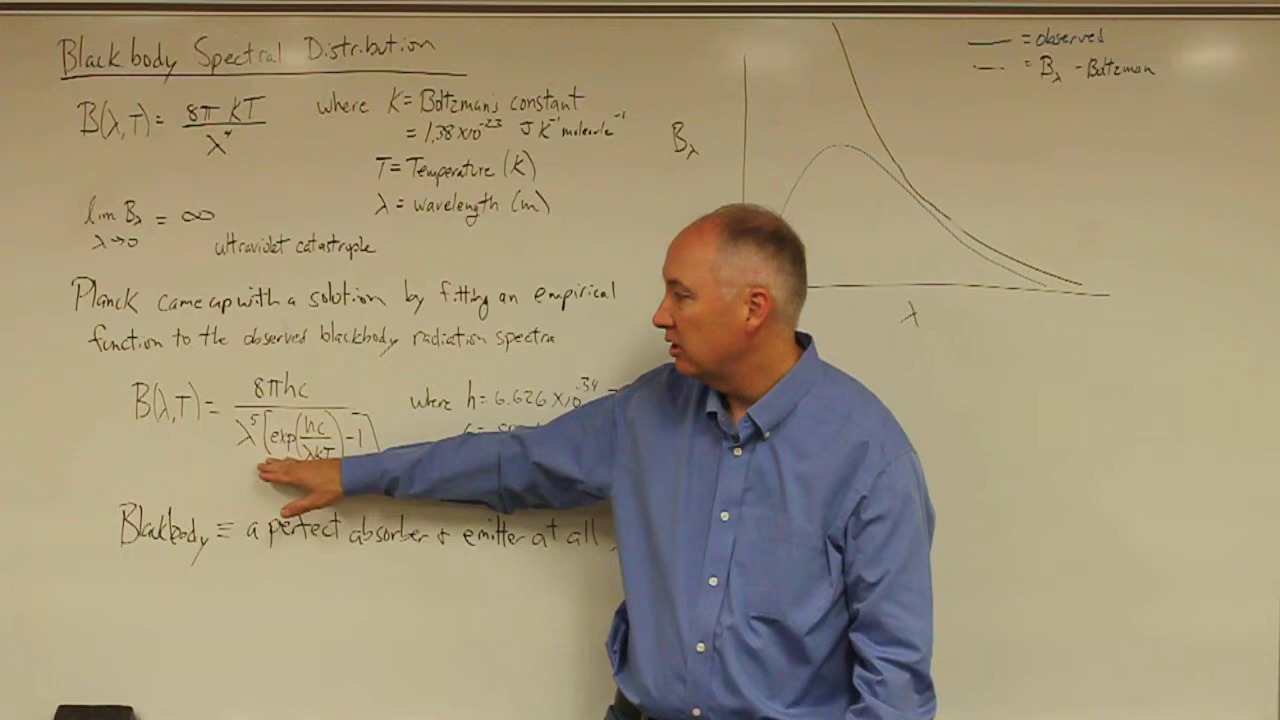 Blackbody Spectral Distribution
B(λ,T) = 8π kT / λ⁴
where K = Boltzman's constant
= 1.38 x10⁻²³ J K⁻¹ molecule⁻¹
T = Temperature (K)
λ = wavelength (m)
lim Bλ = ∞
λ→0
ultraviolet catastrophe
Planck came up with a solution by fitting an empirical
function to the observed blackbody radiation spectra
B(λ,T) = 8πhc / λ⁵[exp(hc/λkT)-1]
where h = 6.626 X10⁻³⁴
Blackbody ≡ a perfect absorber + emitter at all
= observed
= Bλ - Boltzman
Bλ
λ